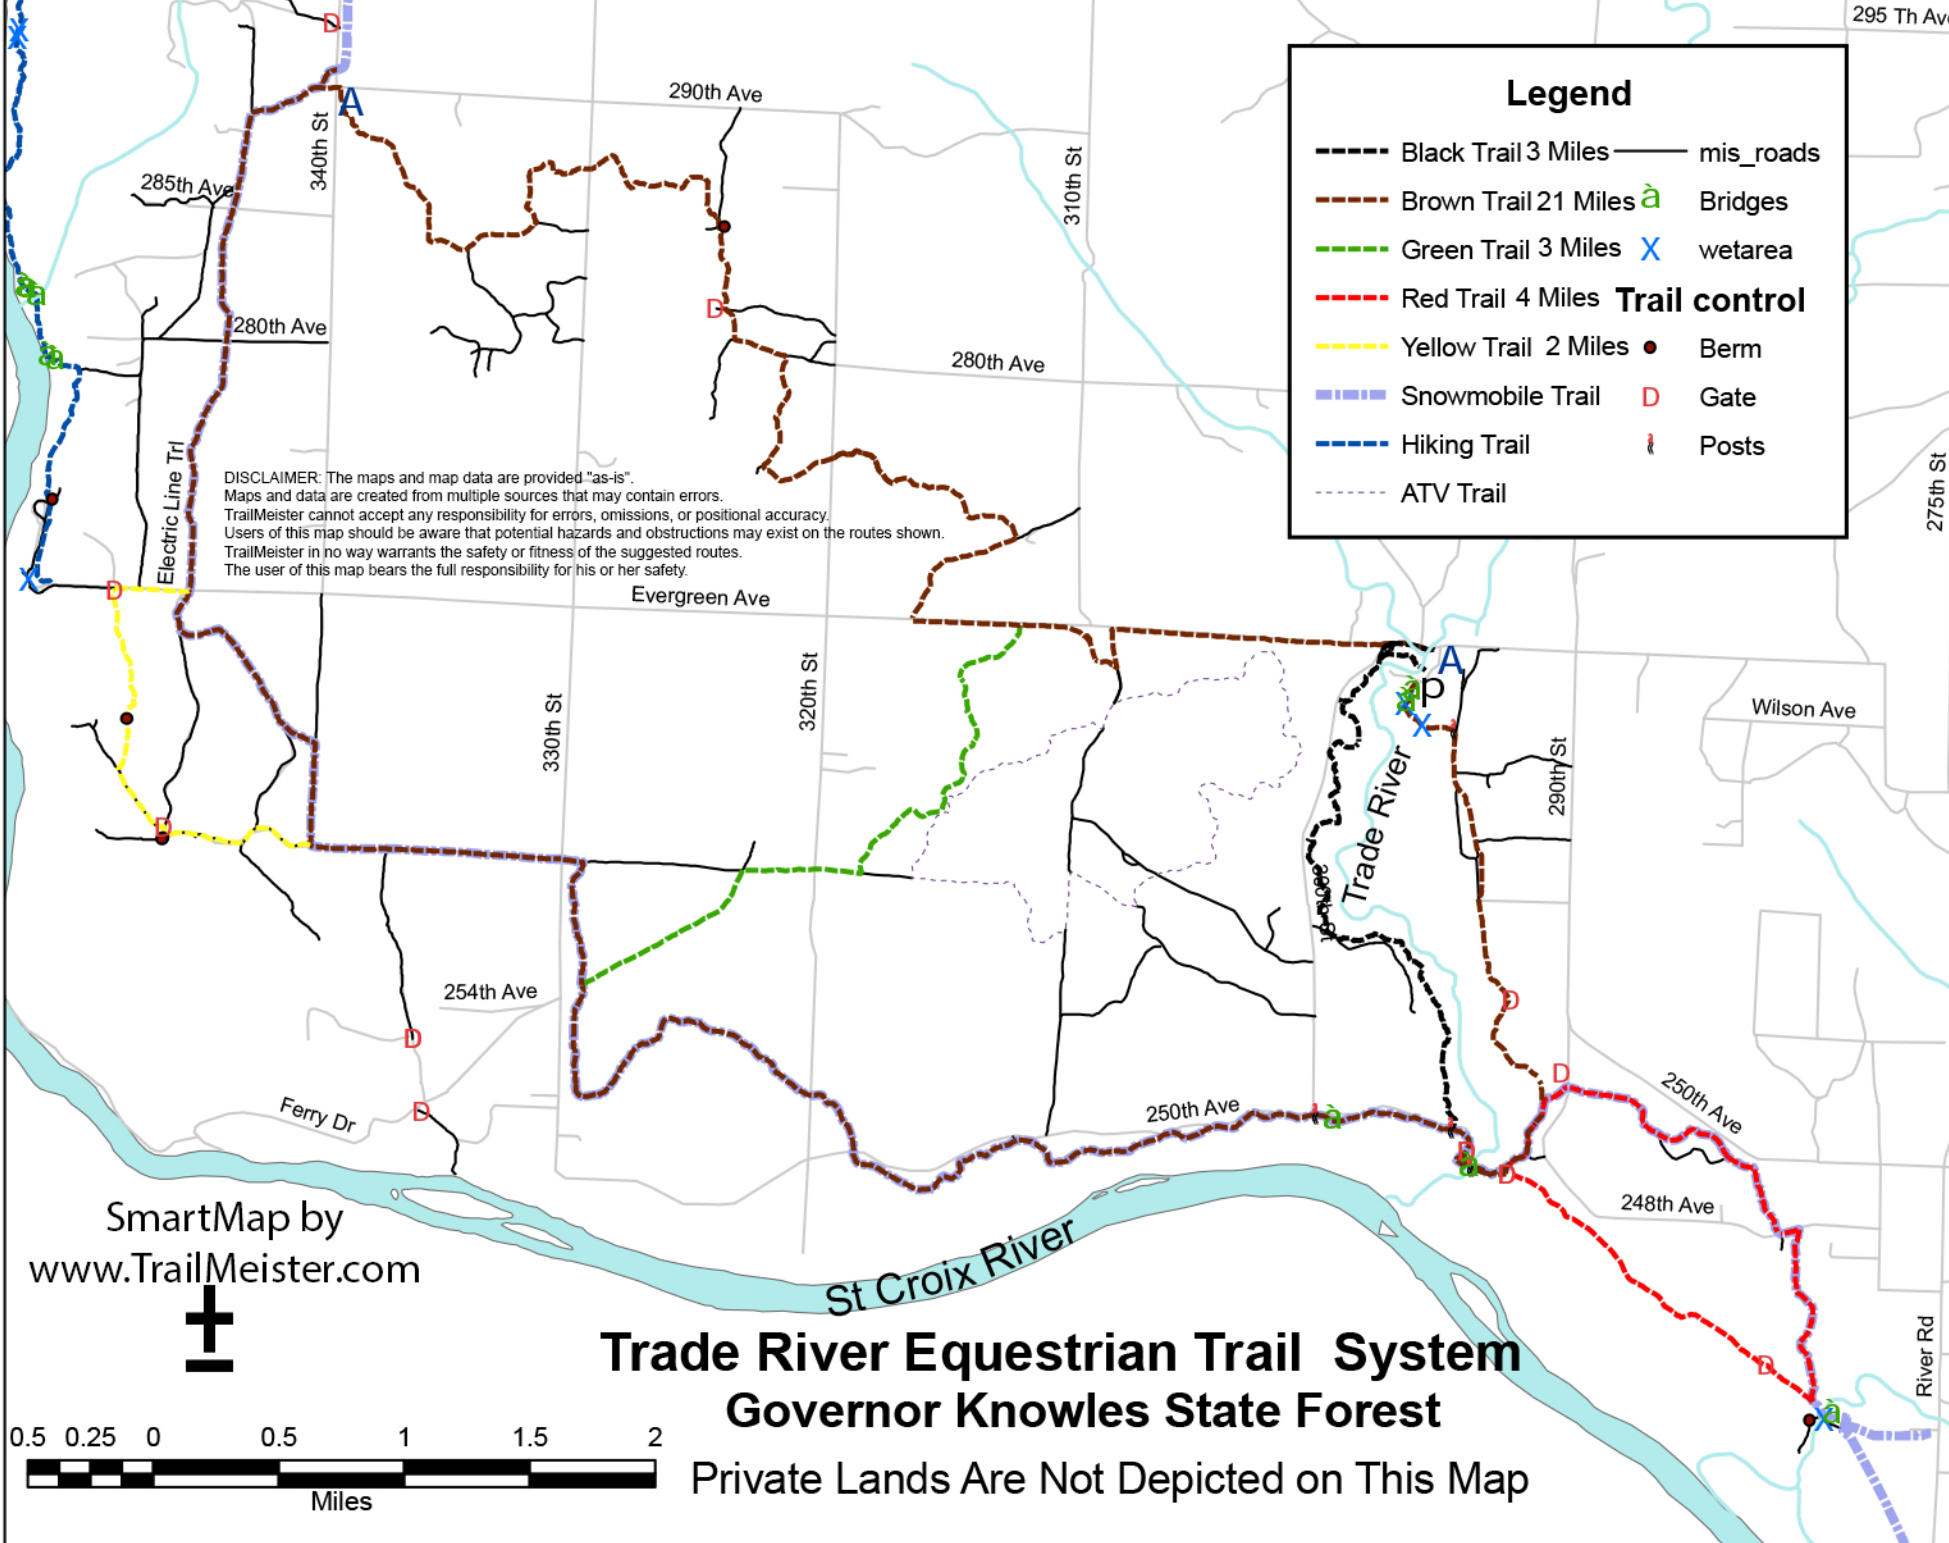 295 Th Av
290th Ave
340th St
310th St
285th Ave
280th Ave
280th Ave
Legend
Black Trail 3 Miles mis_roads
Brown Trail 21 Miles à Bridges
Green Trail 3 Miles X wetarea
Red Trail 4 Miles Trail control
Yellow Trail 2 Miles Berm
Snowmobile Trail D Gate
Hiking Trail Posts
ATV Trail
275th St
Electric Line Trl
DISCLAIMER: The maps and map data are provided "as-is".
Maps and data are created from multiple sources that may contain errors.
TrailMeister cannot accept any responsibility for errors, omissions, or positional accuracy.
Users of this map should be aware that potential hazards and obstructions may exist on the routes shown.
TrailMeister in no way warrants the safety or fitness of the suggested routes.
The user of this map bears the full responsibility for his or her safety.
Evergreen Ave
A
A
p
330th St
320th St
Trade River
290th St
Wilson Ave
254th Ave
Ferry Dr
250th Ave
250th Ave
248th Ave
River Rd
St Croix River
SmartMap by
www.TrailMeister.com
Trade River Equestrian Trail System
Governor Knowles State Forest
Private Lands Are Not Depicted on This Map
0.5 0.25 0 0.5 1 1.5 2
Miles